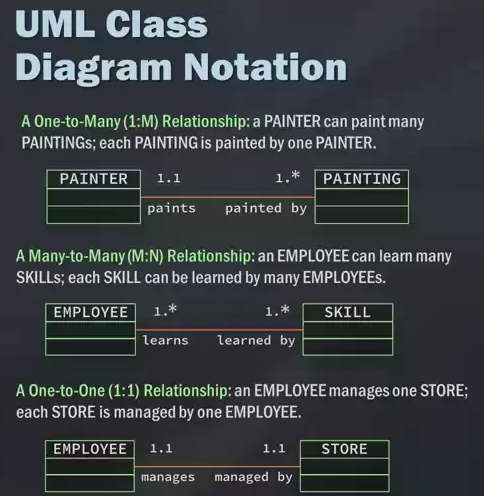 UML Class
Diagram Notation
A One-to-Many (1:M) Relationship: a PAINTER can paint many
PAINTINGs; each PAINTING is painted by one PAINTER.
PAINTER 1.1 1.* PAINTING
paints painted by
A Many-to-Many (M:N) Relationship: an EMPLOYEE can learn many
SKILLs; each SKILL can be learned by many EMPLOYEEs.
EMPLOYEE 1.* 1.* SKILL
learns learned by
A One-to-One (1:1) Relationship: an EMPLOYEE manages one STORE;
each STORE is managed by one EMPLOYEE.
EMPLOYEE 1.1 1.1 STORE
manages managed by